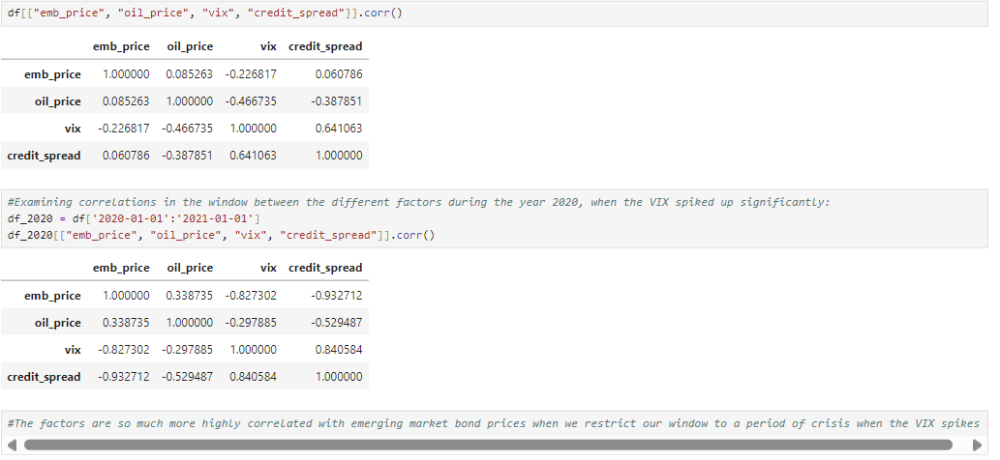 df[["emb_price", "oil_price", "vix", "credit_spread"]].corr()
emb_price oil_price vix credit_spread
emb_price 1.000000 0.085263 -0.226817 0.060786
oil_price 0.085263 1.000000 -0.466735 -0.387851
vix -0.226817 -0.466735 1.000000 0.641063
credit_spread 0.060786 -0.387851 0.641063 1.000000
#Examining correlations in the window between the different factors during the year 2020, when the VIX spiked up significantly:
df_2020 = df['2020-01-01':'2021-01-01']
df_2020[["emb_price", "oil_price", "vix", "credit_spread"]].corr()
emb_price oil_price vix credit_spread
emb_price 1.000000 0.338735 -0.827302 -0.932712
oil_price 0.338735 1.000000 -0.297885 -0.529487
vix -0.827302 -0.297885 1.000000 0.840584
credit_spread -0.932712 -0.529487 0.840584 1.000000
#The factors are so much more highly correlated with emerging market bond prices when we restrict our window to a period of crisis when the VIX spikes